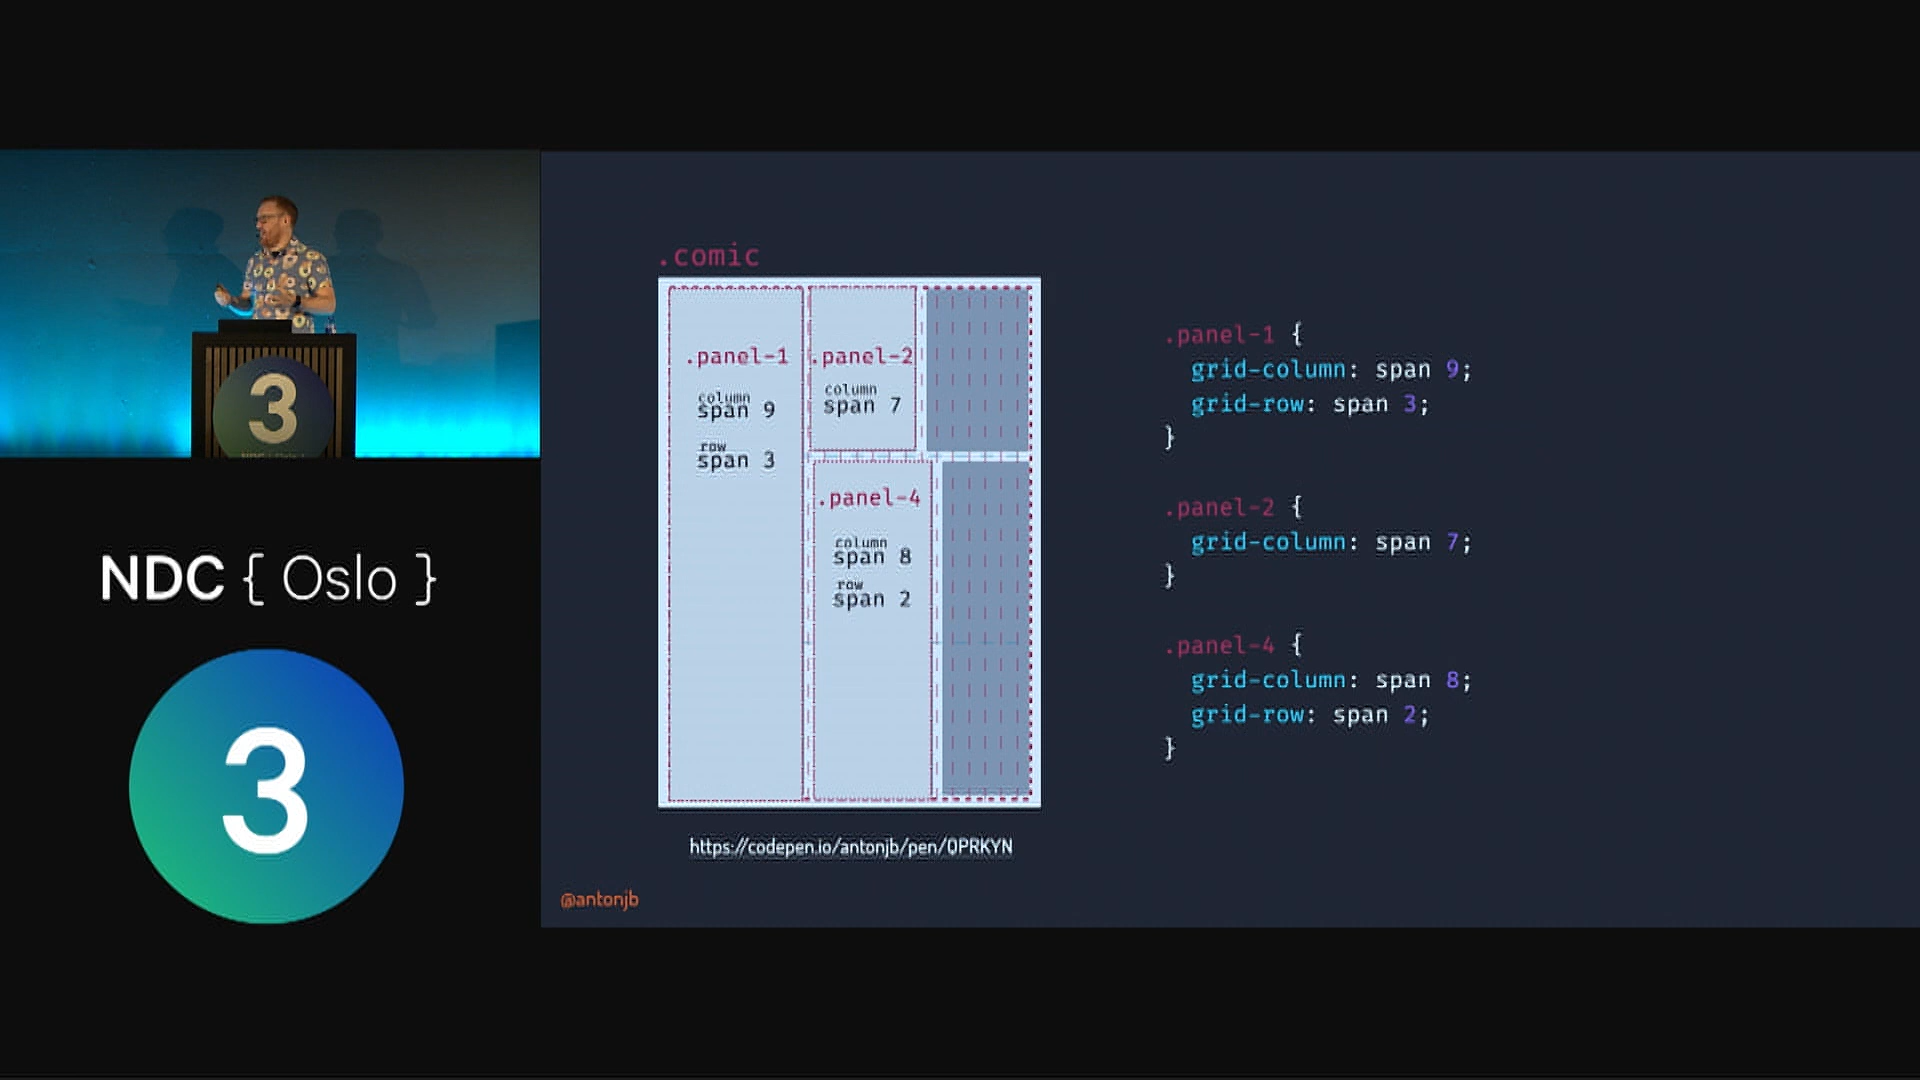 3
NDC { Oslo }
3
.comic
.panel-1
column
span 9
row
span 3
.panel-2
column
span 7
.panel-4
column
span 8
row
span 2
https://codepen.io/antonjb/pen/QPRKYN
@antonjb
.panel-1 {
grid-column: span 9;
grid-row: span 3;
}
.panel-2 {
grid-column: span 7;
}
.panel-4 {
grid-column: span 8;
grid-row: span 2;
}